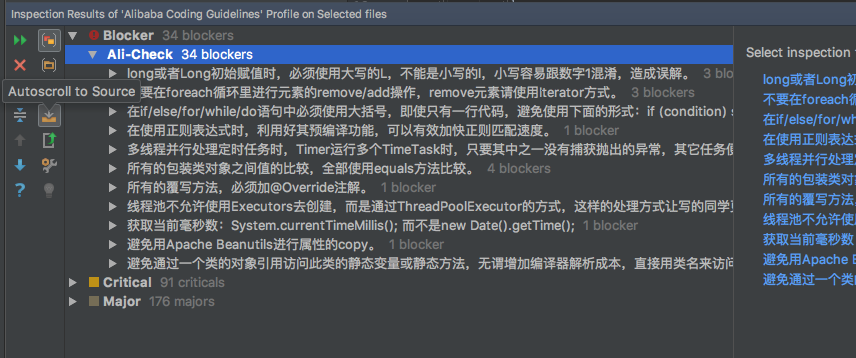 Inspection Results of 'Alibaba Coding Guidelines' Profile on Selected files
Blocker 34 blockers
Ali-Check 34 blockers
long或者Long初始赋值时，必须使用大写的L，不能是小写的l，小写容易跟数字1混淆，造成误解。 3 blo
Autoscroll to Source
要在foreach循环里进行元素的remove/add操作，remove元素请使用Iterator方式。 3 blockers
在if/else/for/while/do语句中必须使用大括号，即使只有一行代码，避免使用下面的形式：if (condition) s
在使用正则表达式时，利用好其预编译功能，可以有效加快正则匹配速度。 1 blocker
多线程并行处理定时任务时，Timer运行多个TimeTask时，只要其中之一没有捕获抛出的异常，其它任务便
所有的包装类对象之间值的比较，全部使用equals方法比较。 4 blockers
所有的覆写方法，必须加@Override注解。 1 blocker
线程池不允许使用Executors去创建，而是通过ThreadPoolExecutor的方式，这样的处理方式让写的同学更
获取当前毫秒数：System.currentTimeMillis(); 而不是new Date().getTime(); 1 blocker
避免用Apache Beanutils进行属性的copy。 1 blocker
避免通过一个类的对象引用访问此类的静态变量或静态方法，无谓增加编译器解析成本，直接用类名来访问
Critical 91 criticals
Major 176 majors
Select inspection
long或者Long初
不要在foreach循
在if/else/for/wh
在使用正则表达
多线程并行处理
所有的包装类对
所有的覆写方法，
线程池不允许使
获取当前毫秒数
避免用Apache B
避免通过一个类